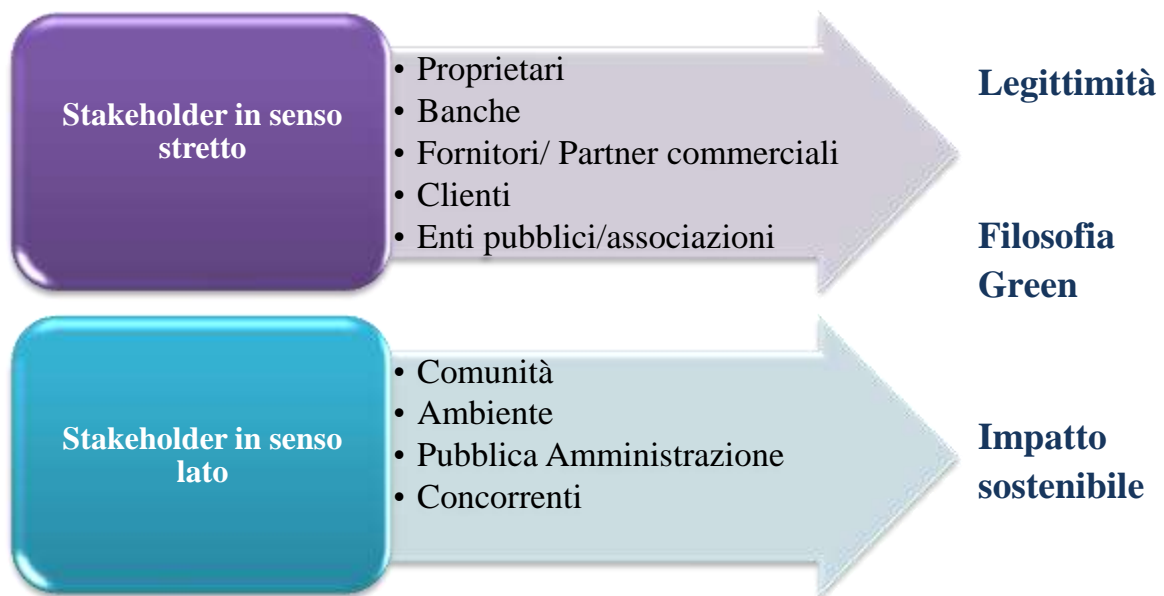 Stakeholder in senso
stretto
• Proprietari
• Banche
• Fornitori/ Partner commerciali
• Clienti
• Enti pubblici/associazioni
Legittimità
Filosofia
Green
Stakeholder in senso
lato
• Comunità
• Ambiente
• Pubblica Amministrazione
• Concorrenti
Impatto
sostenibile